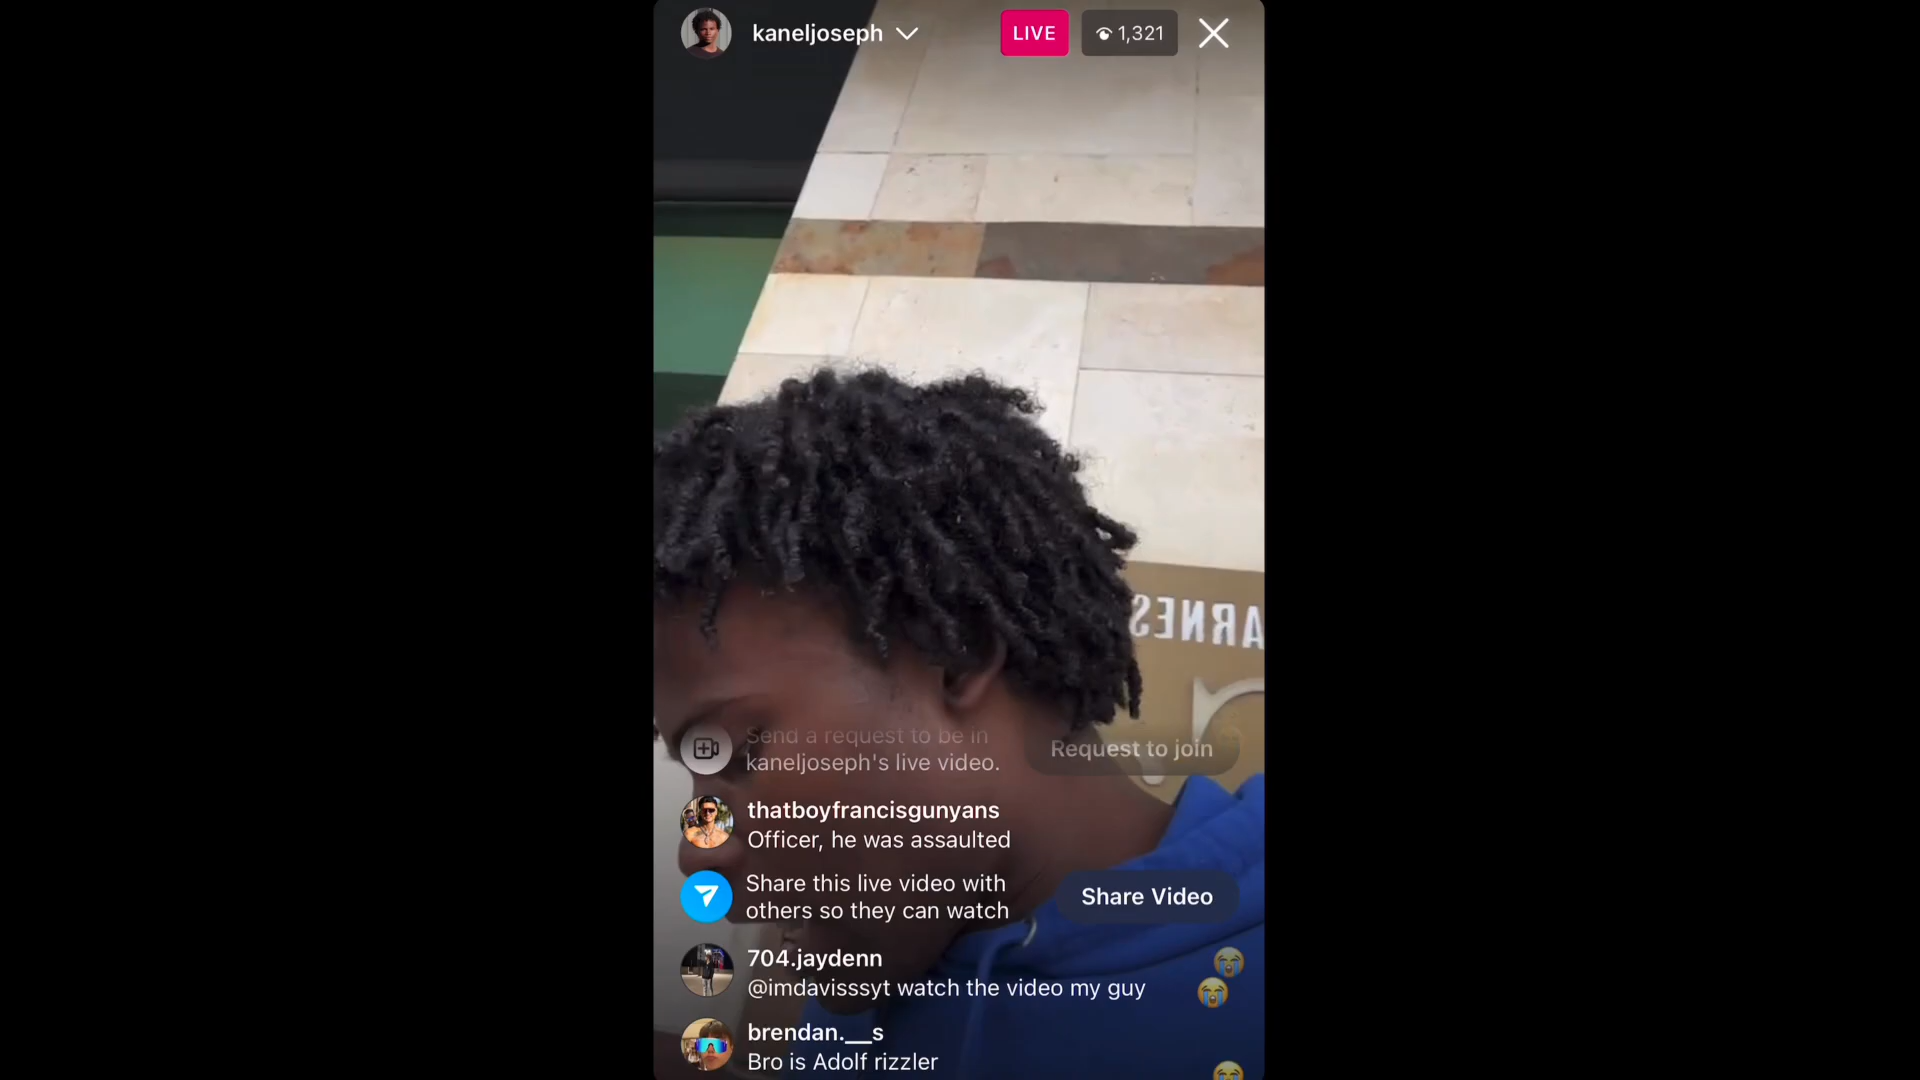 kaneljoseph
LIVE
1,321
ARNES
Send a request to be in
kaneljoseph's live video.
Request to join
thatboyfrancisgunyans
Officer, he was assaulted
Share this live video with
others so they can watch
Share Video
704.jaydenn
@imdavisssyt watch the video my guy
brendan.__s
Bro is Adolf rizzler